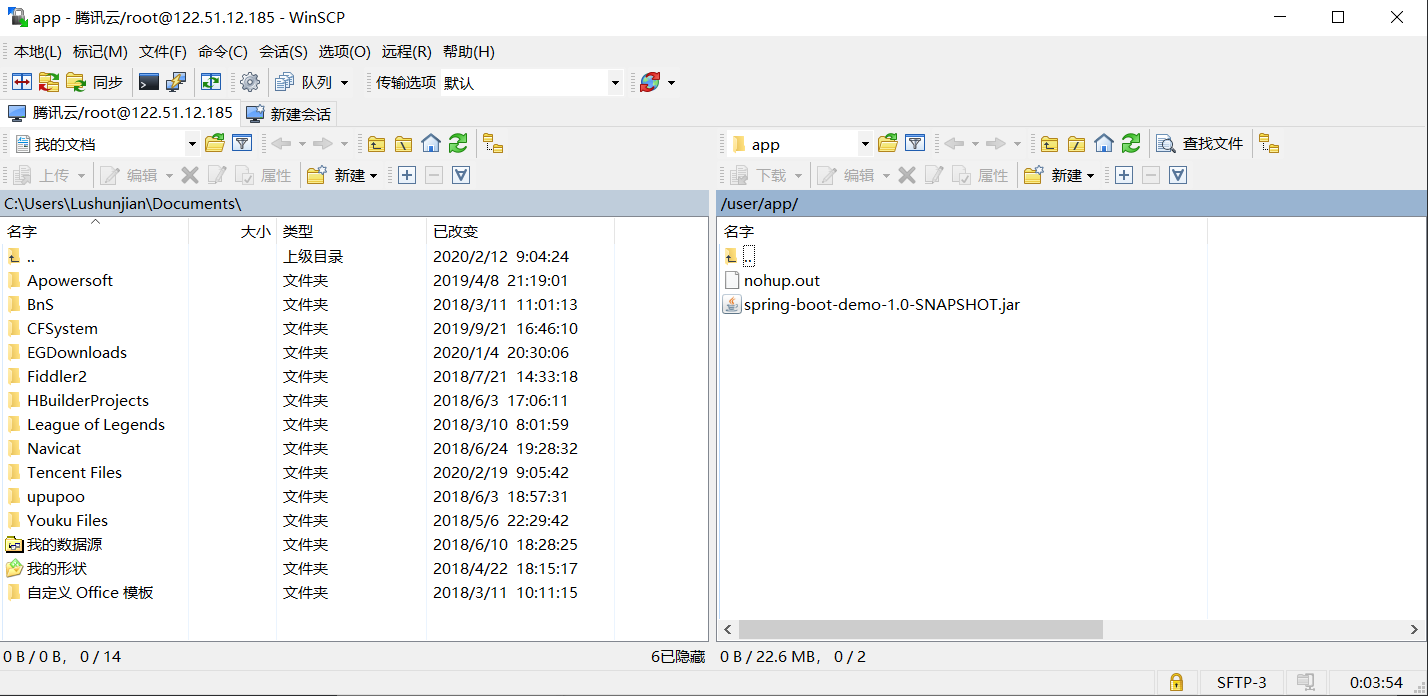 app - 腾讯云/root@122.51.12.185 - WinSCP
本地(L) 标记(M) 文件(F) 命令(C) 会话(S) 选项(O) 远程(R) 帮助(H)
同步 队列 传输选项 默认
腾讯云/root@122.51.12.185 新建会话
我的文档 app 查找文件
上传 编辑 属性 新建 下载 编辑 属性 新建
C:\Users\Lushunjian\Documents\ /user/app/
名字 大小 类型 已改变 名字
.. 上级目录 2020/2/12 9:04:24 ..
Apowersoft 文件夹 2019/4/8 21:19:01 nohup.out
BnS 文件夹 2018/3/11 11:01:13 spring-boot-demo-1.0-SNAPSHOT.jar
CFSystem 文件夹 2019/9/21 16:46:10
EGDownloads 文件夹 2020/1/4 20:30:06
Fiddler2 文件夹 2018/7/21 14:33:18
HBuilderProjects 文件夹 2018/6/3 17:06:11
League of Legends 文件夹 2018/3/10 8:01:59
Navicat 文件夹 2018/6/24 19:28:32
Tencent Files 文件夹 2020/2/19 9:05:42
upupoo 文件夹 2018/6/3 18:57:31
Youku Files 文件夹 2018/5/6 22:29:42
我的数据源 文件夹 2018/6/10 18:28:25
我的形状 文件夹 2018/4/22 18:15:17
自定义 Office 模板 文件夹 2018/3/11 10:11:15
0 B / 0 B， 0 / 14 6已隐藏 0 B / 22.6 MB， 0 / 2
SFTP-3 0:03:54